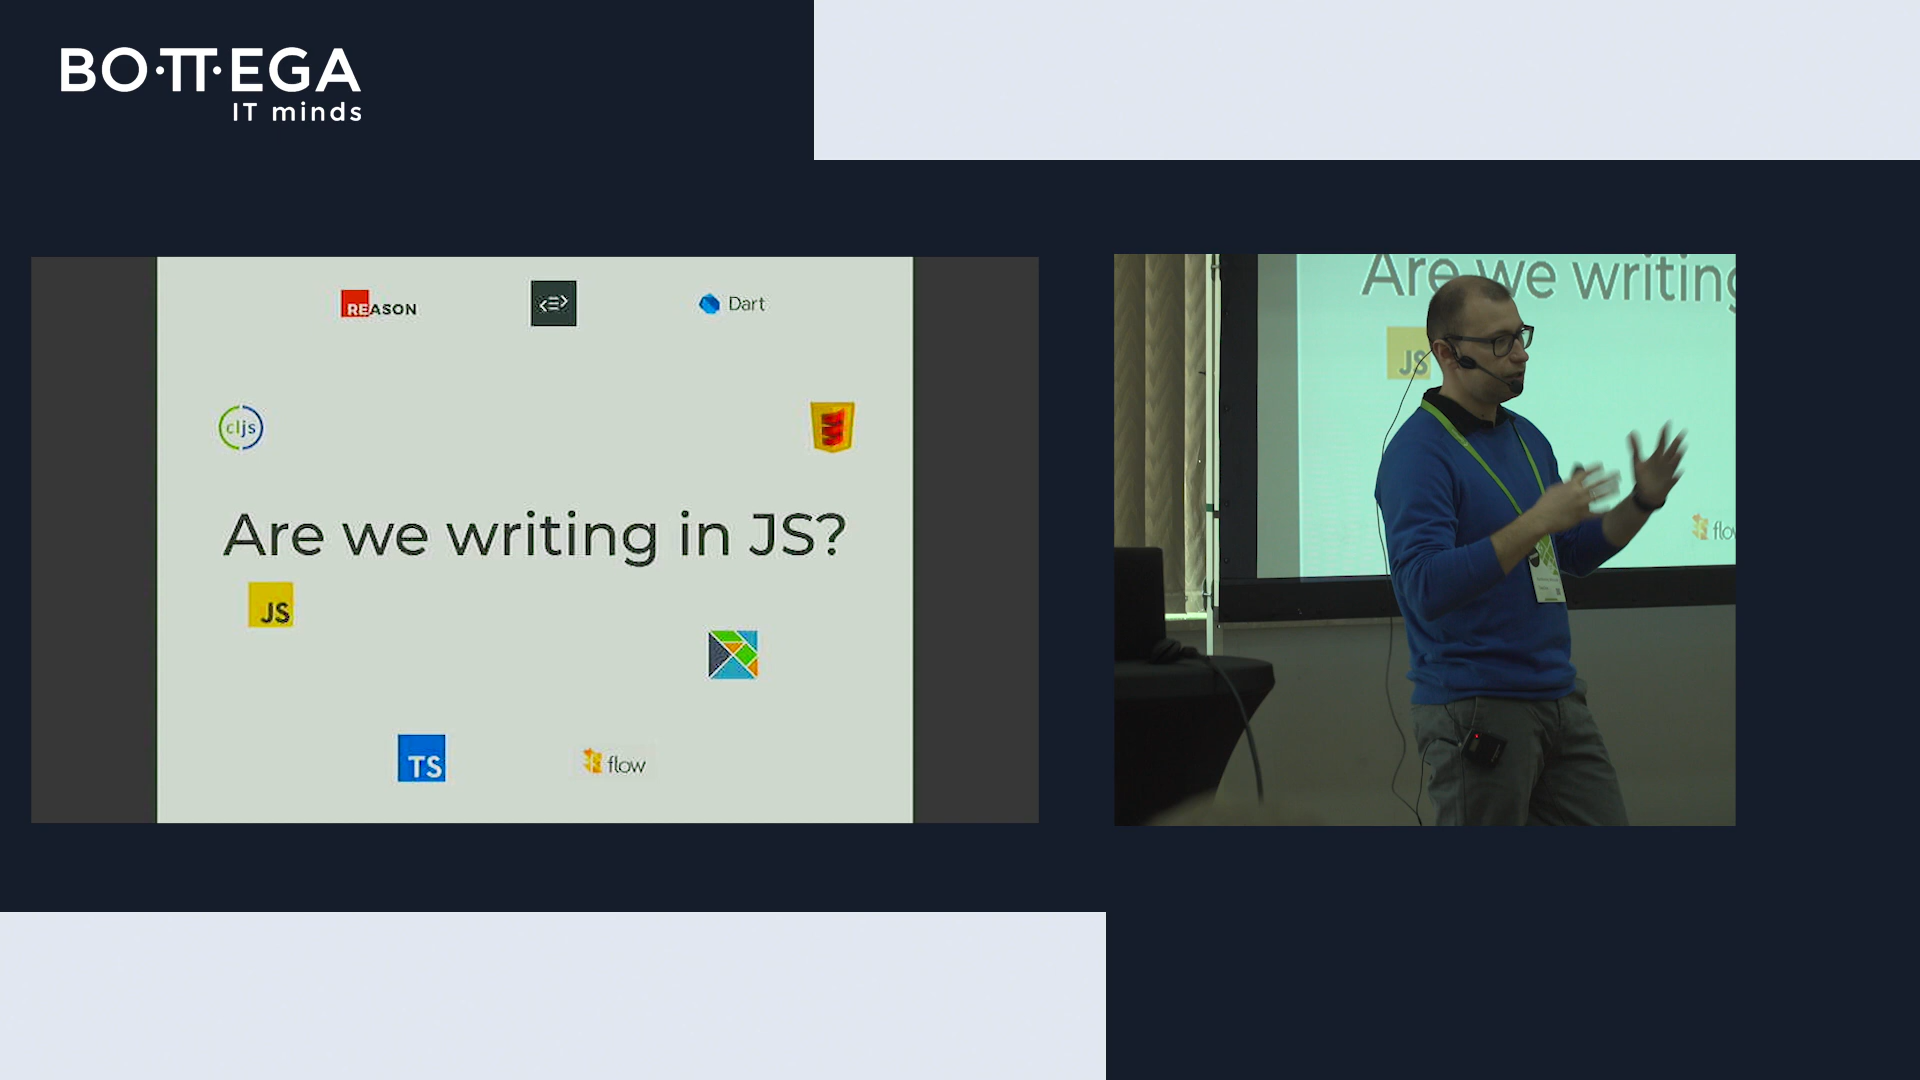 BO·TT·EGA
IT minds
REASON
Dart
cljs
Are we writing in JS?
JS
TS
flow
Are we writing
JS
flo